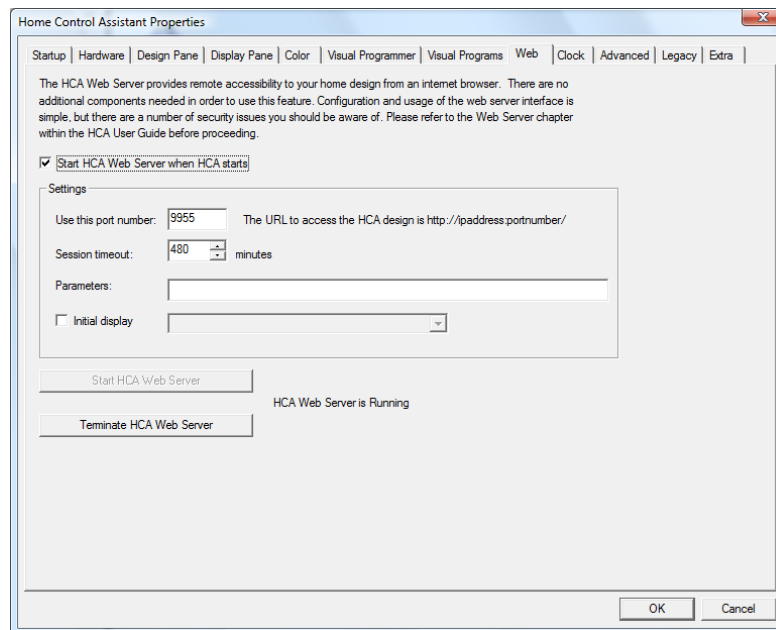 Home Control Assistant Properties
Startup Hardware Design Pane Display Pane Color Visual Programmer Visual Programs Web Clock Advanced Legacy Extra
The HCA Web Server provides remote accessibility to your home design from an internet browser. There are no
additional components needed in order to use this feature. Configuration and usage of the web server interface is
simple, but there are a number of security issues you should be aware of. Please refer to the Web Server chapter
within the HCA User Guide before proceeding.
Start HCA Web Server when HCA starts
Settings
Use this port number: 9955 The URL to access the HCA design is http://ipaddress:portnumber/
Session timeout: 480 minutes
Parameters:
Initial display
Start HCA Web Server
HCA Web Server is Running
Terminate HCA Web Server
OK Cancel